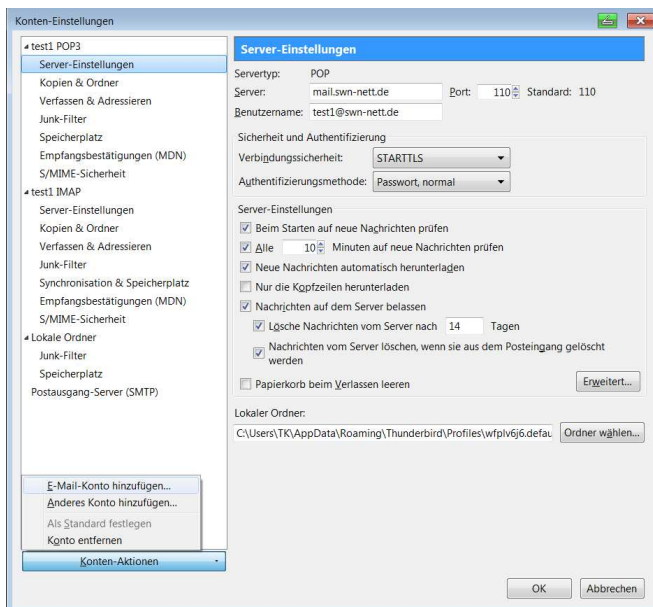 Konten-Einstellungen
test1 POP3
Server-Einstellungen
Kopien & Ordner
Verfassen & Adressieren
Junk-Filter
Speicherplatz
Empfangsbestätigungen (MDN)
S/MIME-Sicherheit
test1 IMAP
Server-Einstellungen
Kopien & Ordner
Verfassen & Adressieren
Junk-Filter
Synchronisation & Speicherplatz
Empfangsbestätigungen (MDN)
S/MIME-Sicherheit
Lokale Ordner
Junk-Filter
Speicherplatz
Postausgang-Server (SMTP)
E-Mail-Konto hinzufügen...
Anderes Konto hinzufügen...
Als Standard festlegen
Konto entfernen
Konten-Aktionen
Server-Einstellungen
Servertyp: POP
Server: mail.swn-nett.de Port: 110 Standard: 110
Benutzername: test1@swn-nett.de
Sicherheit und Authentifizierung
Verbindungssicherheit: STARTTLS
Authentifizierungsmethode: Passwort, normal
Server-Einstellungen
Beim Starten auf neue Nachrichten prüfen
Alle 10 Minuten auf neue Nachrichten prüfen
Neue Nachrichten automatisch herunterladen
Nur die Kopfzeilen herunterladen
Nachrichten auf dem Server belassen
Lösche Nachrichten vom Server nach 14 Tagen
Nachrichten vom Server löschen, wenn sie aus dem Posteingang gelöscht
werden
Papierkorb beim Verlassen leeren Erweitert...
Lokaler Ordner:
C:\Users\TK\AppData\Roaming\Thunderbird\Profiles\wfplv6j6.defau Ordner wählen...
OK Abbrechen